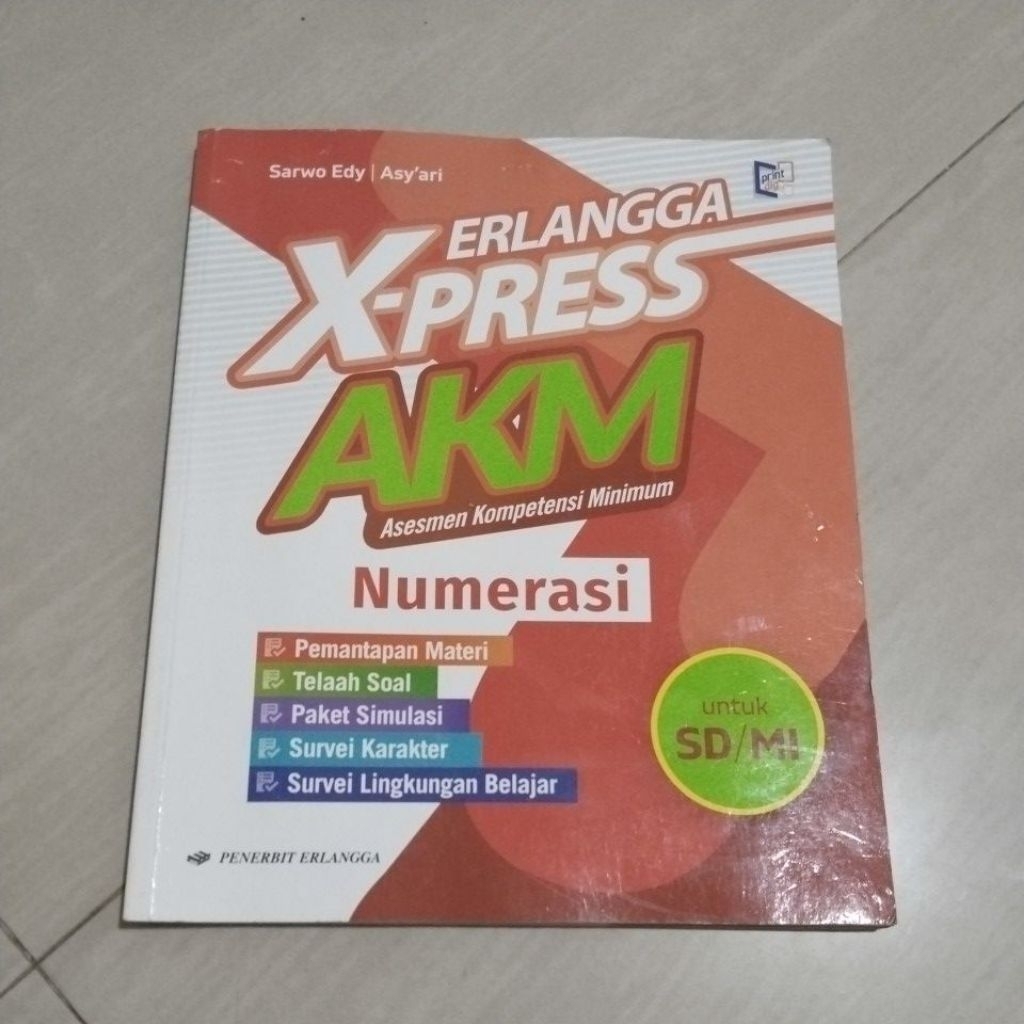 Sarwo Edy | Asy'ari
print
ERLANGGA
X-PRESS
AKM
Asesmen Kompetensi Minimum
Numerasi
Pemantapan Materi
Telaah Soal
Paket Simulasi
Survei Karakter
Survei Lingkungan Belajar
untuk
SD/MI
PENERBIT ERLANGGA